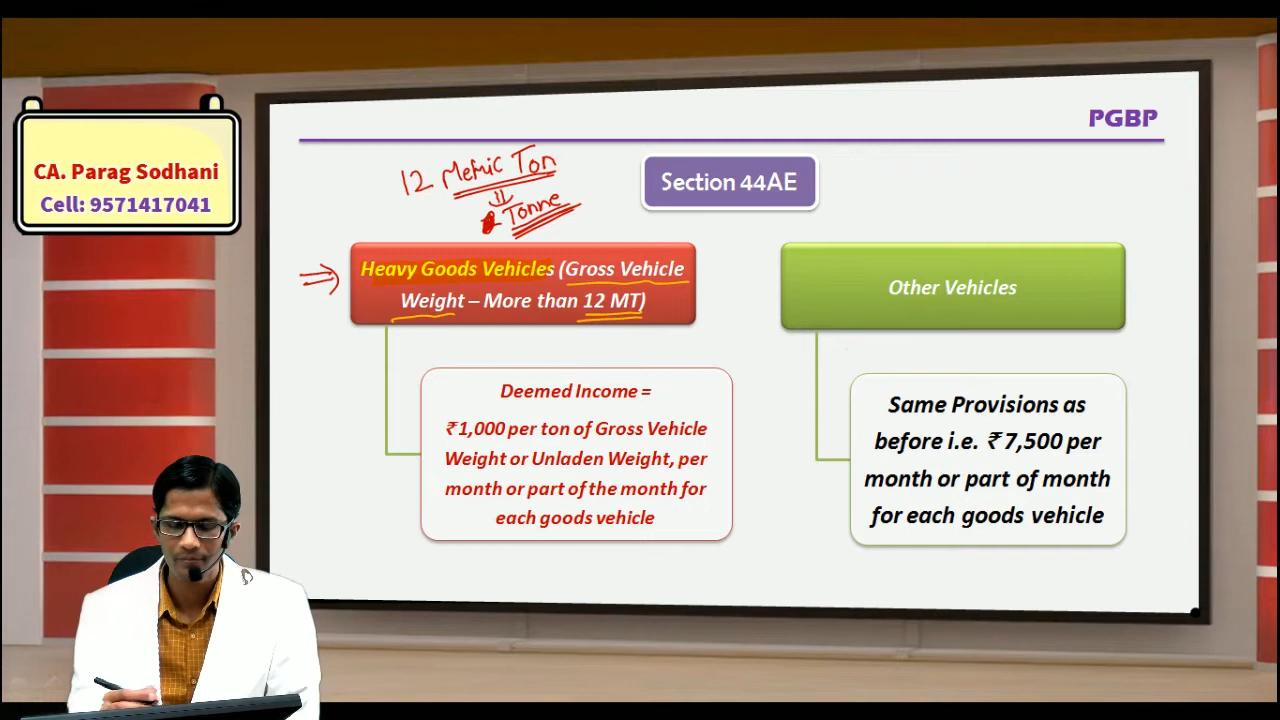 CA. Parag Sodhani
Cell: 9571417041
PGBP
12 Metric Ton
Tonne
Section 44AE
Heavy Goods Vehicles (Gross Vehicle
Weight – More than 12 MT)
Other Vehicles
Deemed Income =
₹1,000 per ton of Gross Vehicle
Weight or Unladen Weight, per
month or part of the month for
each goods vehicle
Same Provisions as
before i.e. ₹7,500 per
month or part of month
for each goods vehicle